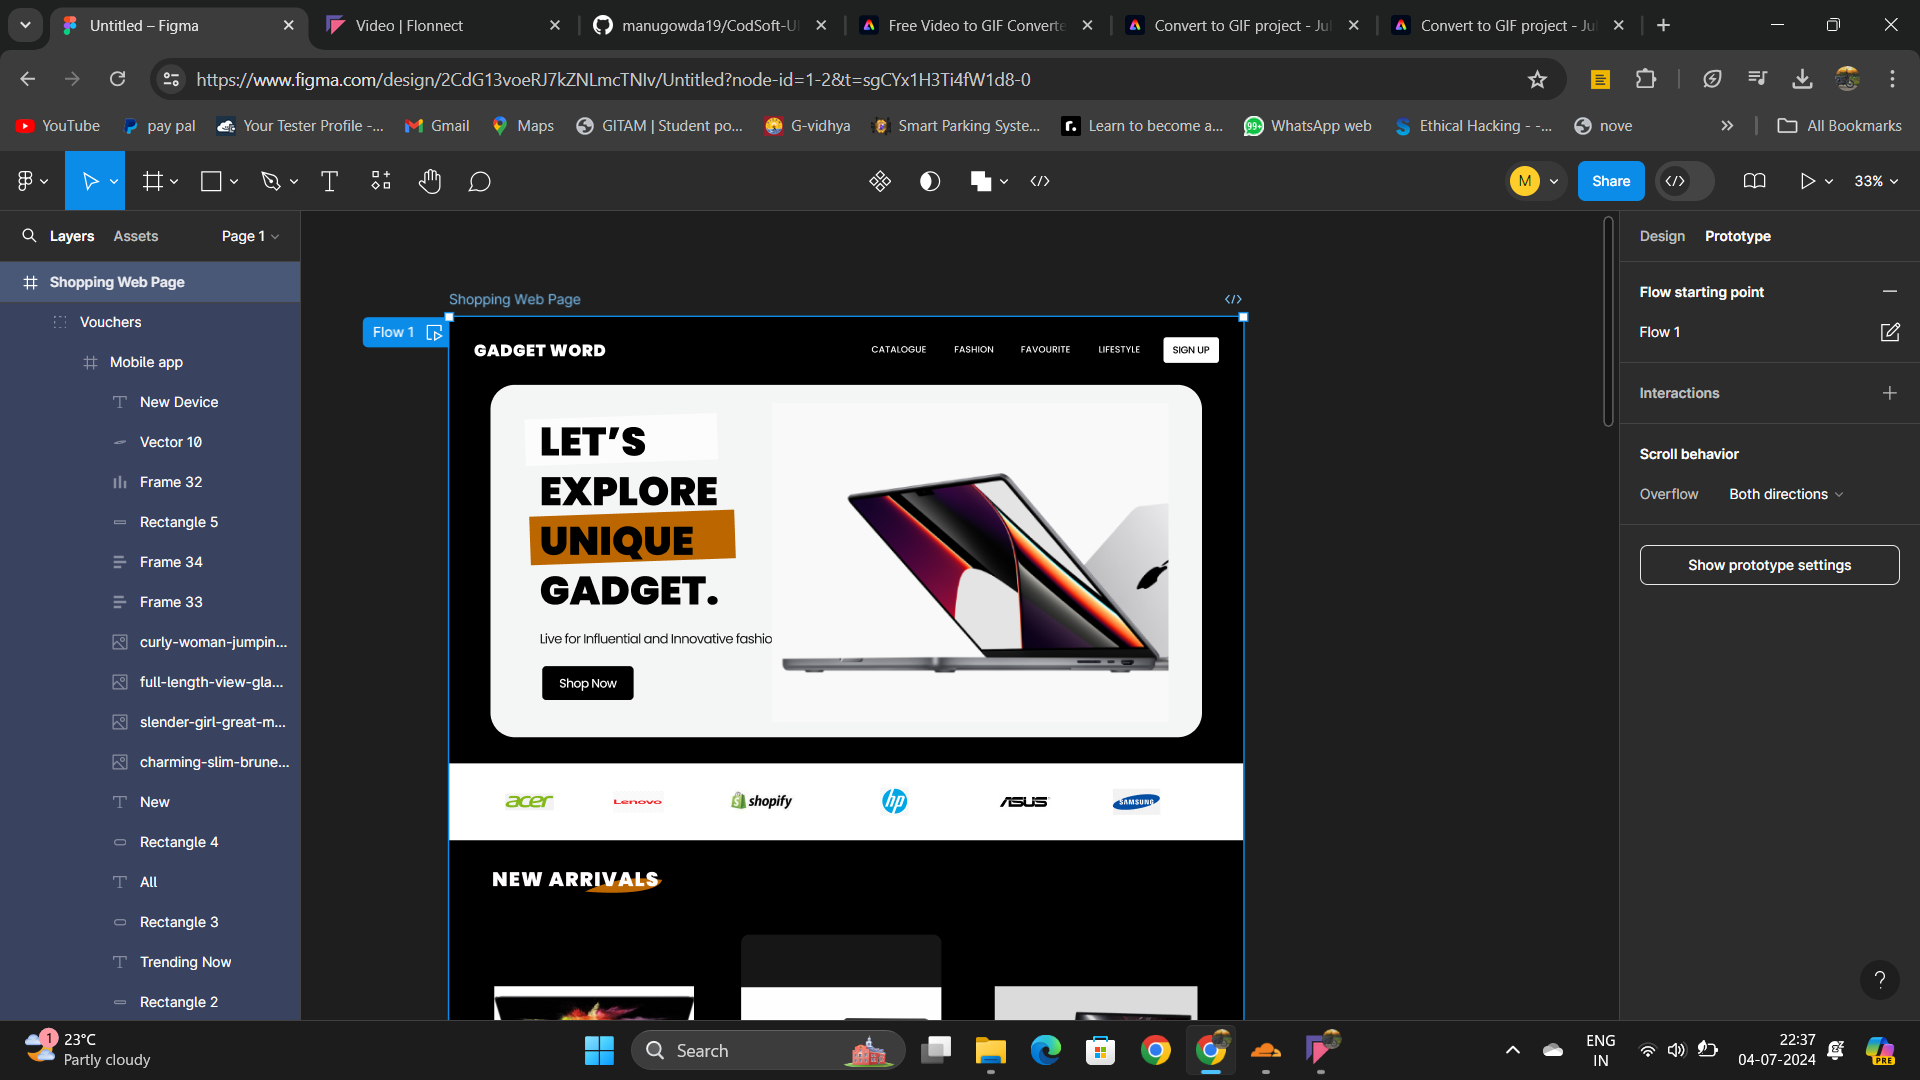 Untitled – Figma
Video | Flonnect
manugowda19/CodSoft-UI
Free Video to GIF Converte
Convert to GIF project - Jul
Convert to GIF project - Jul
https://www.figma.com/design/2CdG13voeRJ7kZNLmcTNlv/Untitled?node-id=1-2&t=sgCYx1H3Ti4fW1d8-0
YouTube
pay pal
Your Tester Profile -...
Gmail
Maps
GITAM | Student po...
G-vidhya
Smart Parking Syste...
Learn to become a...
99+
WhatsApp web
Ethical Hacking - -...
nove
All Bookmarks
M
Share
33%
Layers
Assets
Page 1
Design
Prototype
Shopping Web Page
Vouchers
Mobile app
New Device
Vector 10
Frame 32
Rectangle 5
Frame 34
Frame 33
curly-woman-jumpin...
full-length-view-gla...
slender-girl-great-m...
charming-slim-brune...
New
Rectangle 4
All
Rectangle 3
Trending Now
Rectangle 2
Shopping Web Page
Flow 1
GADGET WORD
CATALOGUE
FASHION
FAVOURITE
LIFESTYLE
SIGN UP
LET’S
EXPLORE
UNIQUE
GADGET.
Live for Influential and Innovative fashio
Shop Now
acer
Lenovo
shopify
hp
ASUS
SAMSUNG
NEW ARRIVALS
Flow starting point
Flow 1
Interactions
Scroll behavior
Overflow
Both directions
Show prototype settings
?
1
23°C
Partly cloudy
Search
ENG
IN
22:37
04-07-2024
PRE